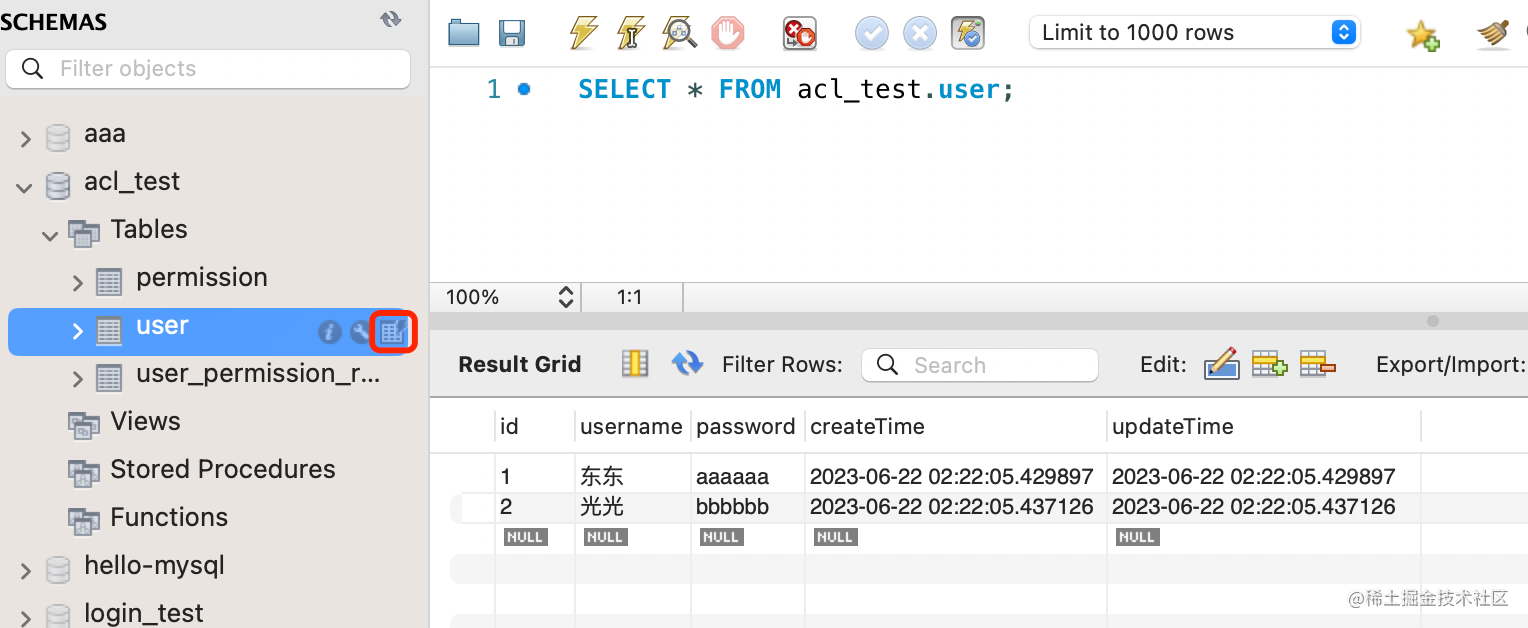 SCHEMAS
Filter objects
aaa
acl_test
Tables
permission
user
user_permission_r...
Views
Stored Procedures
Functions
hello-mysql
login_test
Limit to 1000 rows
1 SELECT * FROM acl_test.user;
100% 1:1
Result Grid Filter Rows: Search Edit: Export/Import:
id username password createTime updateTime
1 东东 aaaaaa 2023-06-22 02:22:05.429897 2023-06-22 02:22:05.429897
2 光光 bbbbbb 2023-06-22 02:22:05.437126 2023-06-22 02:22:05.437126
NULL NULL NULL NULL NULL
@稀土掘金技术社区